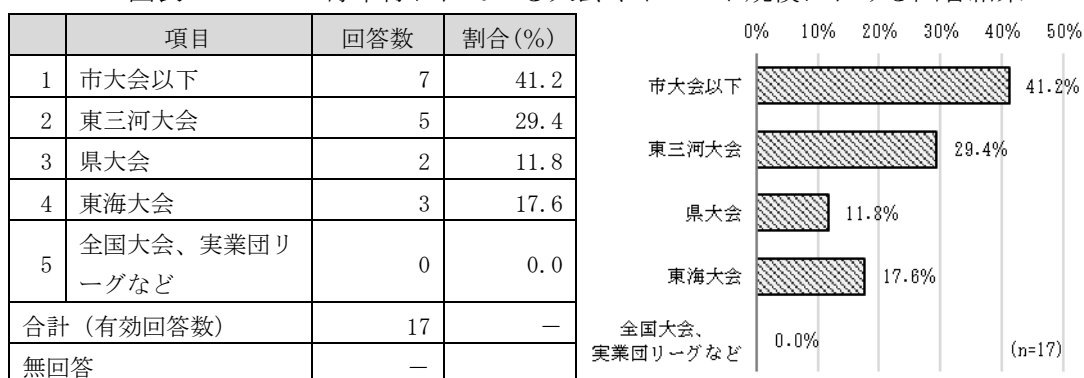 項目 回答数 割合(%)
1 市大会以下 7 41.2
2 東三河大会 5 29.4
3 県大会 2 11.8
4 東海大会 3 17.6
5 全国大会、実業団リ
ーグなど 0 0.0
合計(有効回答数) 17 −
無回答 −
0% 10% 20% 30% 40% 50%
市大会以下 41.2%
東三河大会 29.4%
県大会 11.8%
東海大会 17.6%
全国大会、
実業団リーグなど 0.0%
(n=17)